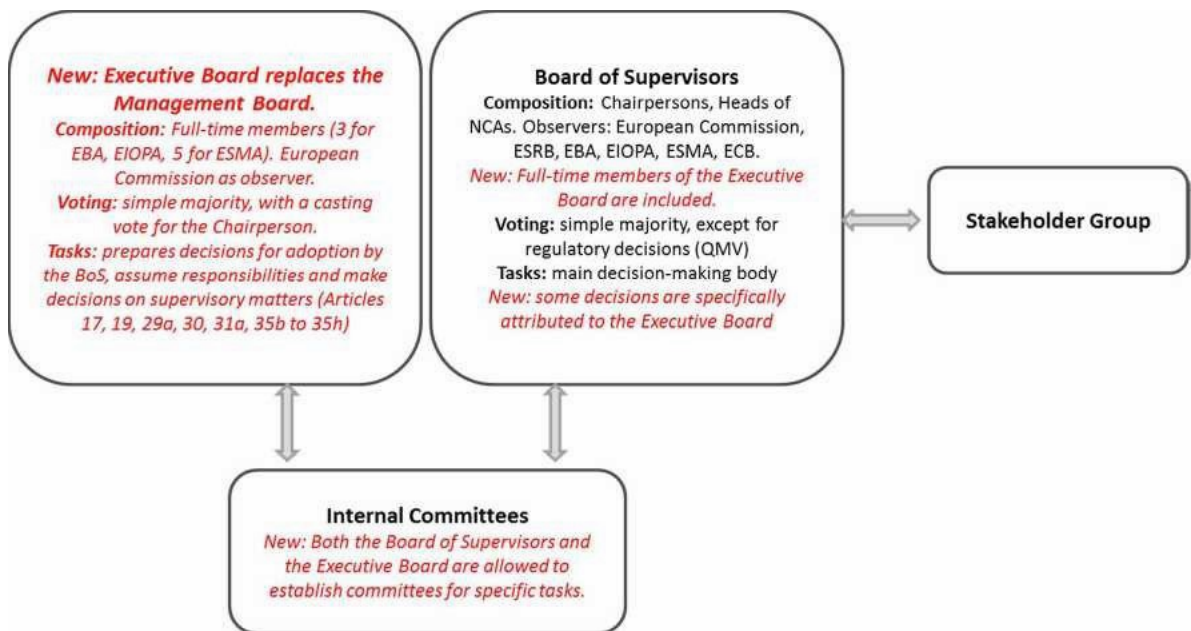 New: Executive Board replaces the
Management Board.
Composition: Full-time members (3 for
EBA, EIOPA, 5 for ESMA). European
Commission as observer.
Voting: simple majority, with a casting
vote for the Chairperson.
Tasks: prepares decisions for adoption by
the BoS, assume responsibilities and make
decisions on supervisory matters (Articles
17, 19, 29a, 30, 31a, 35b to 35h)
Board of Supervisors
Composition: Chairpersons, Heads of
NCAs. Observers: European Commission,
ESRB, EBA, EIOPA, ESMA, ECB.
New: Full-time members of the Executive
Board are included.
Voting: simple majority, except for
regulatory decisions (QMV)
Tasks: main decision-making body
New: some decisions are specifically
attributed to the Executive Board
Stakeholder Group
Internal Committees
New: Both the Board of Supervisors and
the Executive Board are allowed to
establish committees for specific tasks.